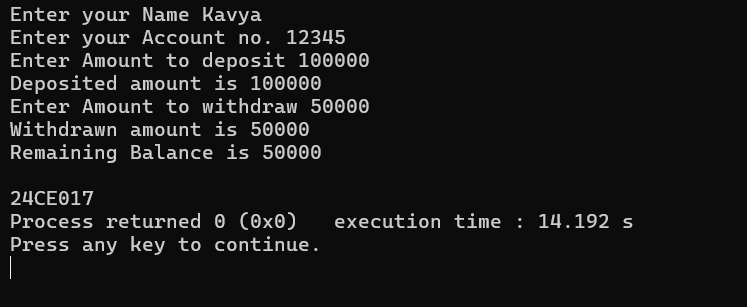 Enter your Name Kavya
Enter your Account no. 12345
Enter Amount to deposit 100000
Deposited amount is 100000
Enter Amount to withdraw 50000
Withdrawn amount is 50000
Remaining Balance is 50000
24CE017
Process returned 0 (0x0)   execution time : 14.192 s
Press any key to continue.